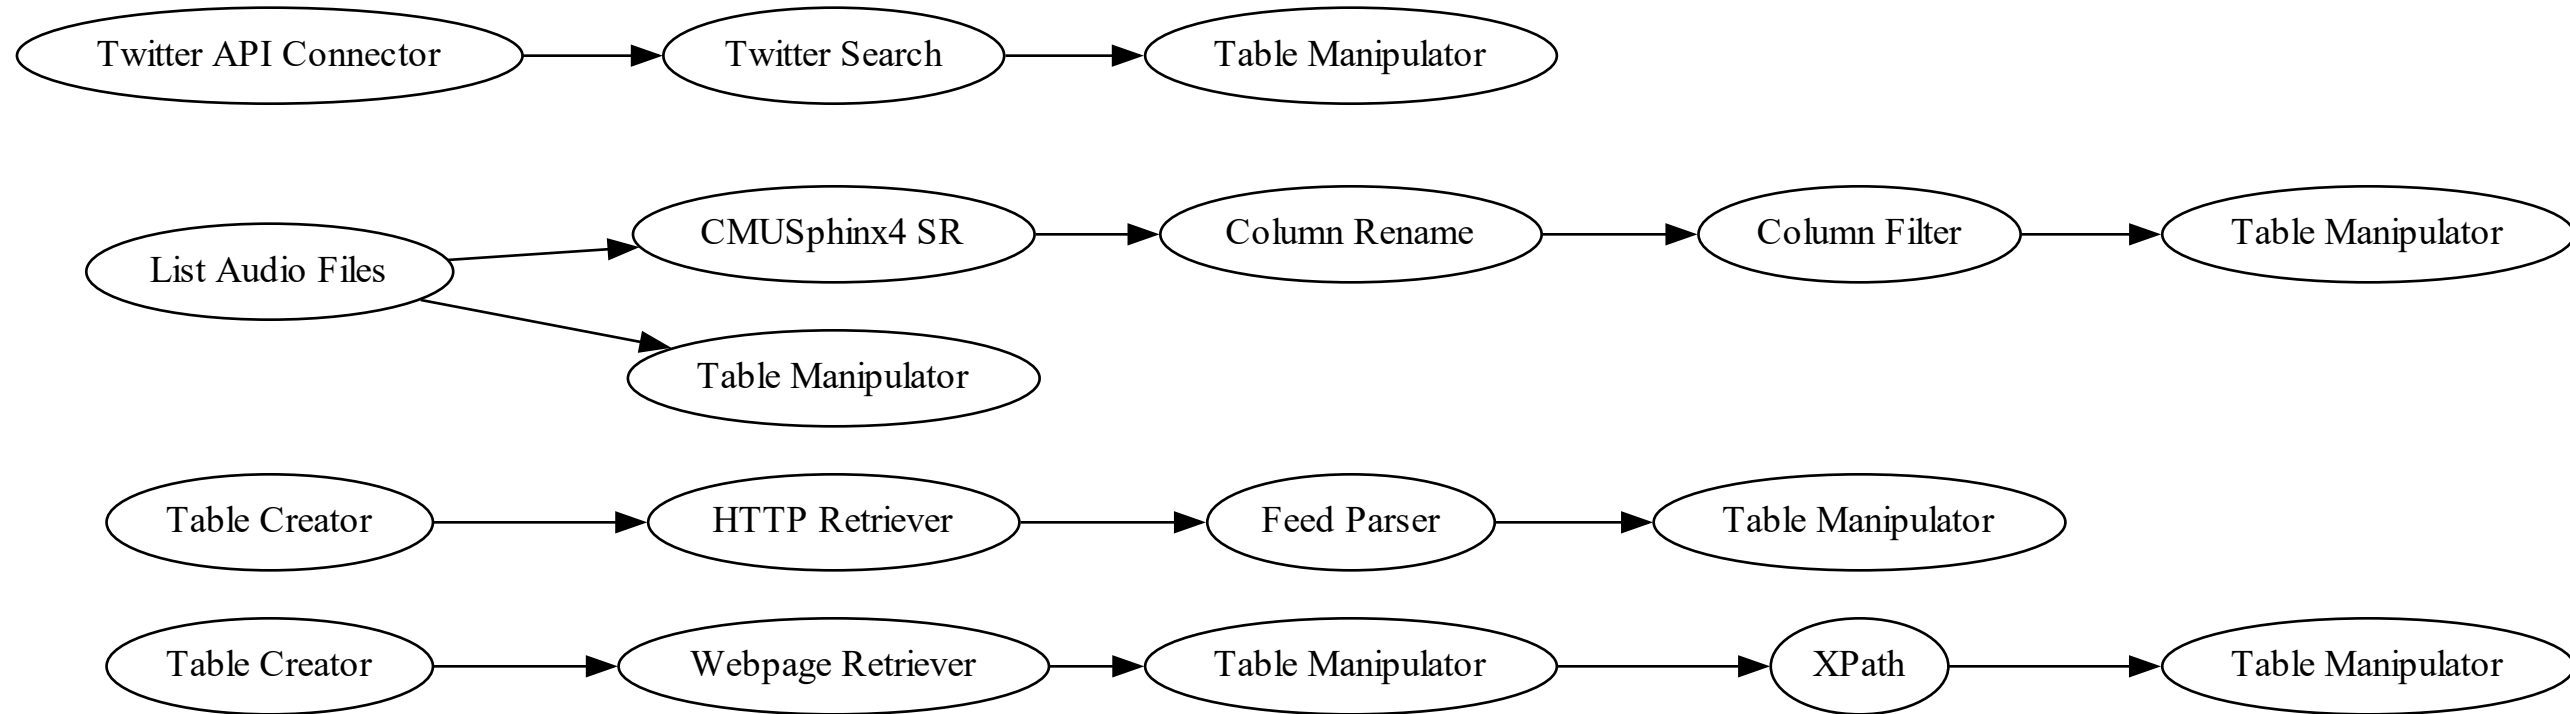 Twitter API Connector
Twitter Search
Table Manipulator
List Audio Files
CMUSphinx4 SR
Column Rename
Column Filter
Table Manipulator
Table Manipulator
Table Creator
HTTP Retriever
Feed Parser
Table Manipulator
Table Creator
Webpage Retriever
Table Manipulator
XPath
Table Manipulator